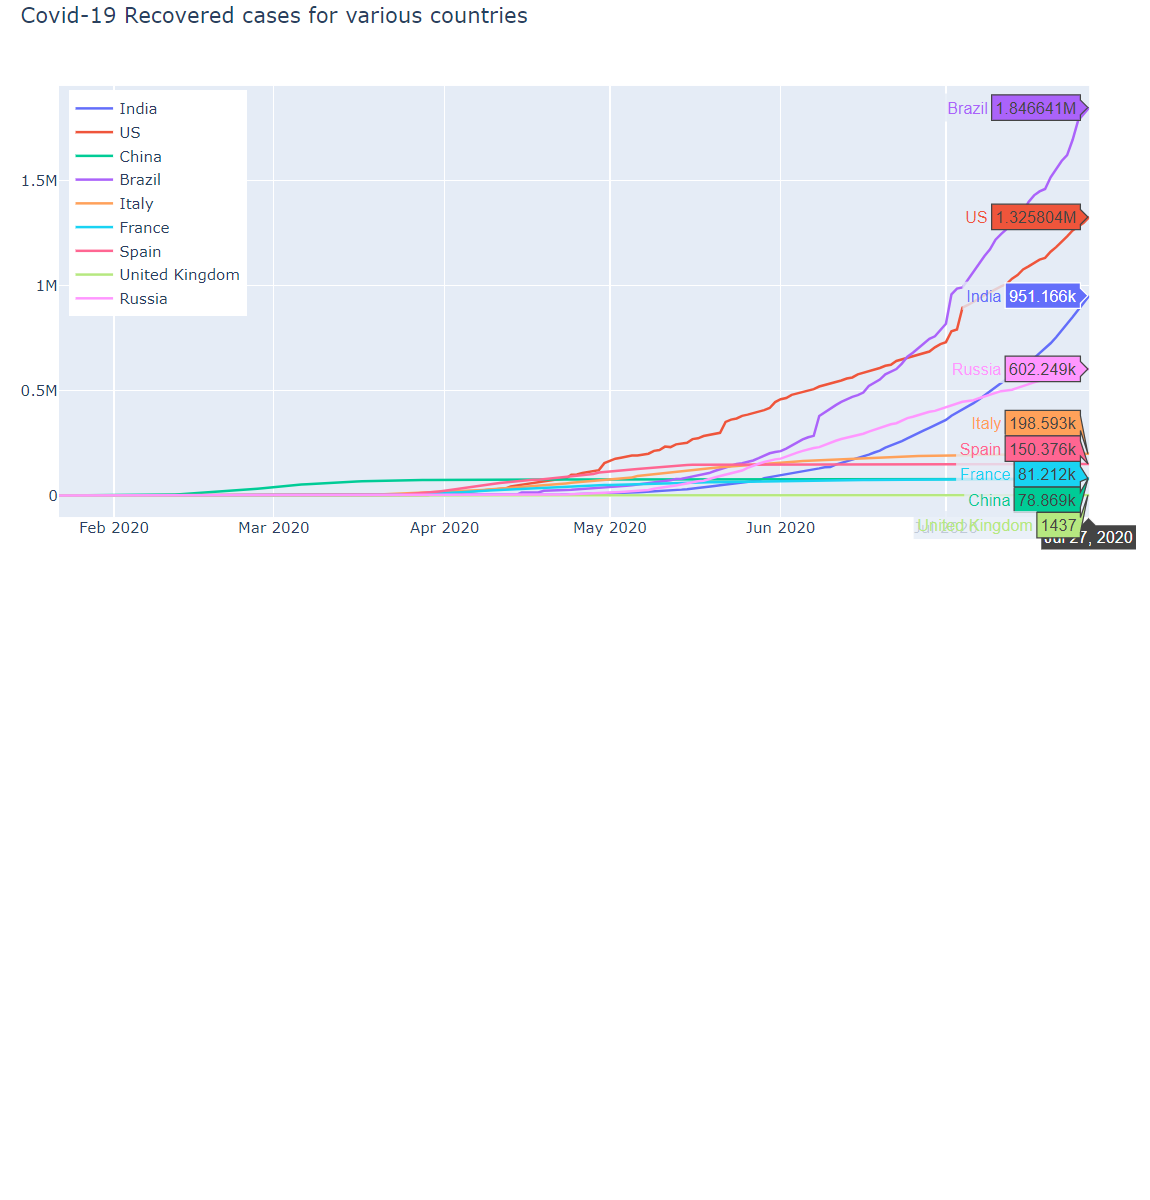 Covid-19 Recovered cases for various countries
India
US
China
Brazil
Italy
France
Spain
United Kingdom
Russia
1.5M
1M
0.5M
0
Brazil 1.846641M
US 1.325804M
India 951.166k
Russia 602.249k
Italy 198.593k
Spain 150.376k
France 81.212k
China 78.869k
United Kingdom 1437
Feb 2020 Mar 2020 Apr 2020 May 2020 Jun 2020 Jul 2020
Jul 27, 2020